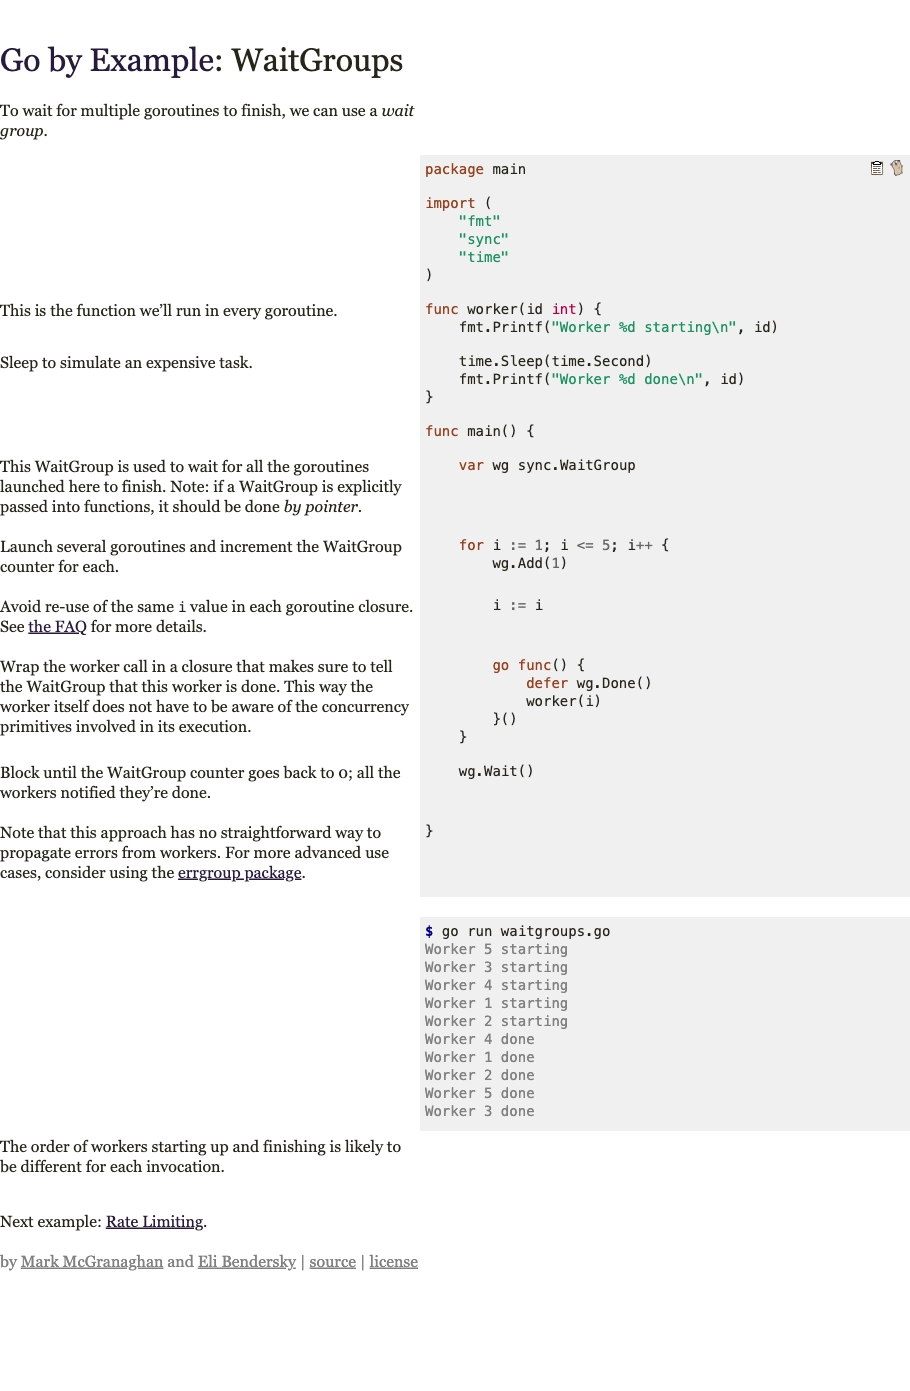 Go by Example: WaitGroups
To wait for multiple goroutines to finish, we can use a wait
group.
package main
import (
    "fmt"
    "sync"
    "time"
)
This is the function we’ll run in every goroutine.
func worker(id int) {
    fmt.Printf("Worker %d starting\n", id)
Sleep to simulate an expensive task.
    time.Sleep(time.Second)
    fmt.Printf("Worker %d done\n", id)
}
func main() {
This WaitGroup is used to wait for all the goroutines
launched here to finish. Note: if a WaitGroup is explicitly
passed into functions, it should be done by pointer.
    var wg sync.WaitGroup
Launch several goroutines and increment the WaitGroup
counter for each.
    for i := 1; i <= 5; i++ {
        wg.Add(1)
Avoid re-use of the same i value in each goroutine closure.
See the FAQ for more details.
        i := i
Wrap the worker call in a closure that makes sure to tell
the WaitGroup that this worker is done. This way the
worker itself does not have to be aware of the concurrency
primitives involved in its execution.
        go func() {
            defer wg.Done()
            worker(i)
        }()
    }
Block until the WaitGroup counter goes back to 0; all the
workers notified they’re done.
    wg.Wait()
Note that this approach has no straightforward way to
propagate errors from workers. For more advanced use
cases, consider using the errgroup package.
}
$ go run waitgroups.go
Worker 5 starting
Worker 3 starting
Worker 4 starting
Worker 1 starting
Worker 2 starting
Worker 4 done
Worker 1 done
Worker 2 done
Worker 5 done
Worker 3 done
The order of workers starting up and finishing is likely to
be different for each invocation.
Next example: Rate Limiting.
by Mark McGranaghan and Eli Bendersky | source | license